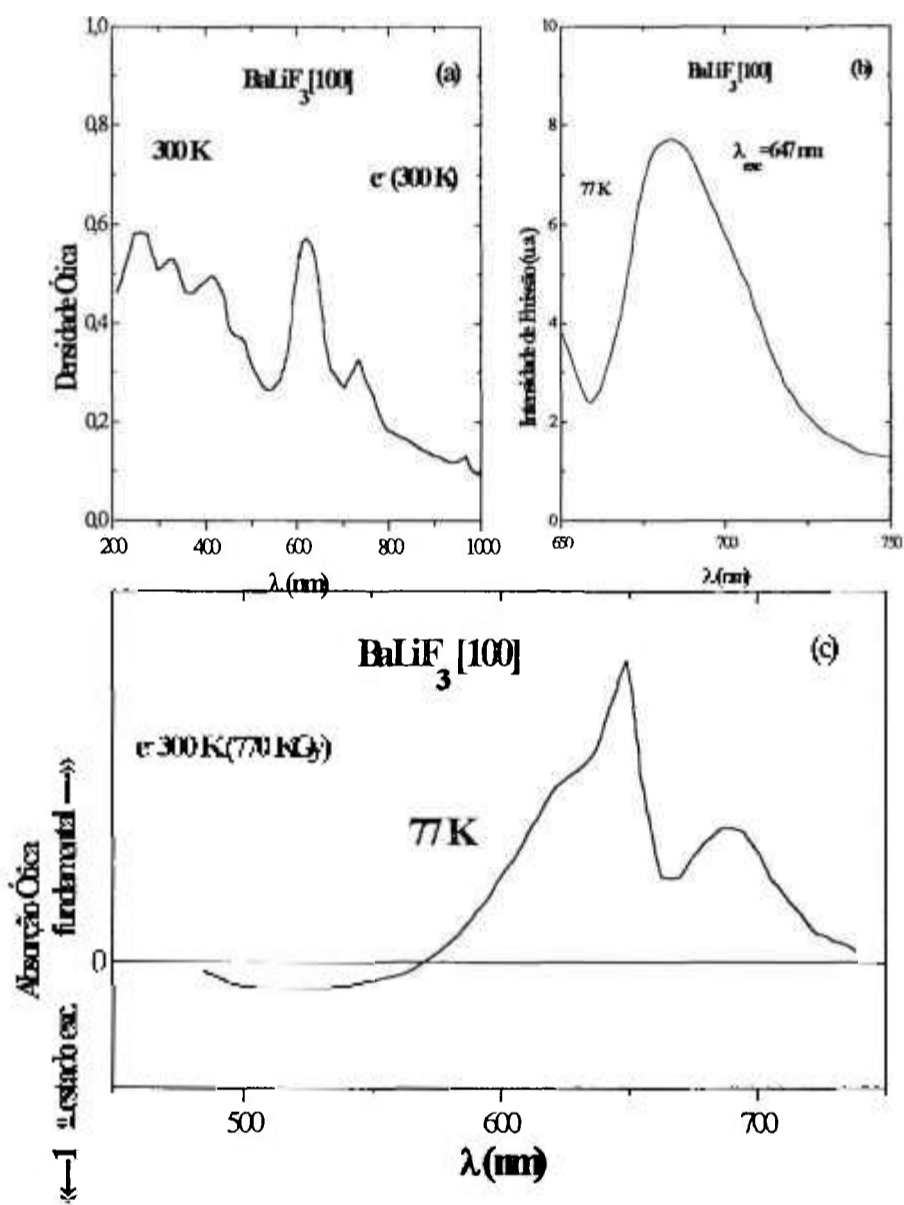 1,0
0,8
0,6
0,4
0,2
0,0
BaLiF3[100]
(a)
300 K
e- (300 K)
Densidade Ótica
200 400 600 800 1000
λ (nm)
10
8
6
4
2
0
BaLiF3[100]
(b)
77 K
λexc=647 nm
Intensidade de Emissão (u.a.)
650 700 750
λ (nm)
BaLiF3 [100]
(c)
e- 300 K (770 KGy)
77 K
Absorção Ótica
fundamental
estado exc.
0
500 600 700
λ (nm)